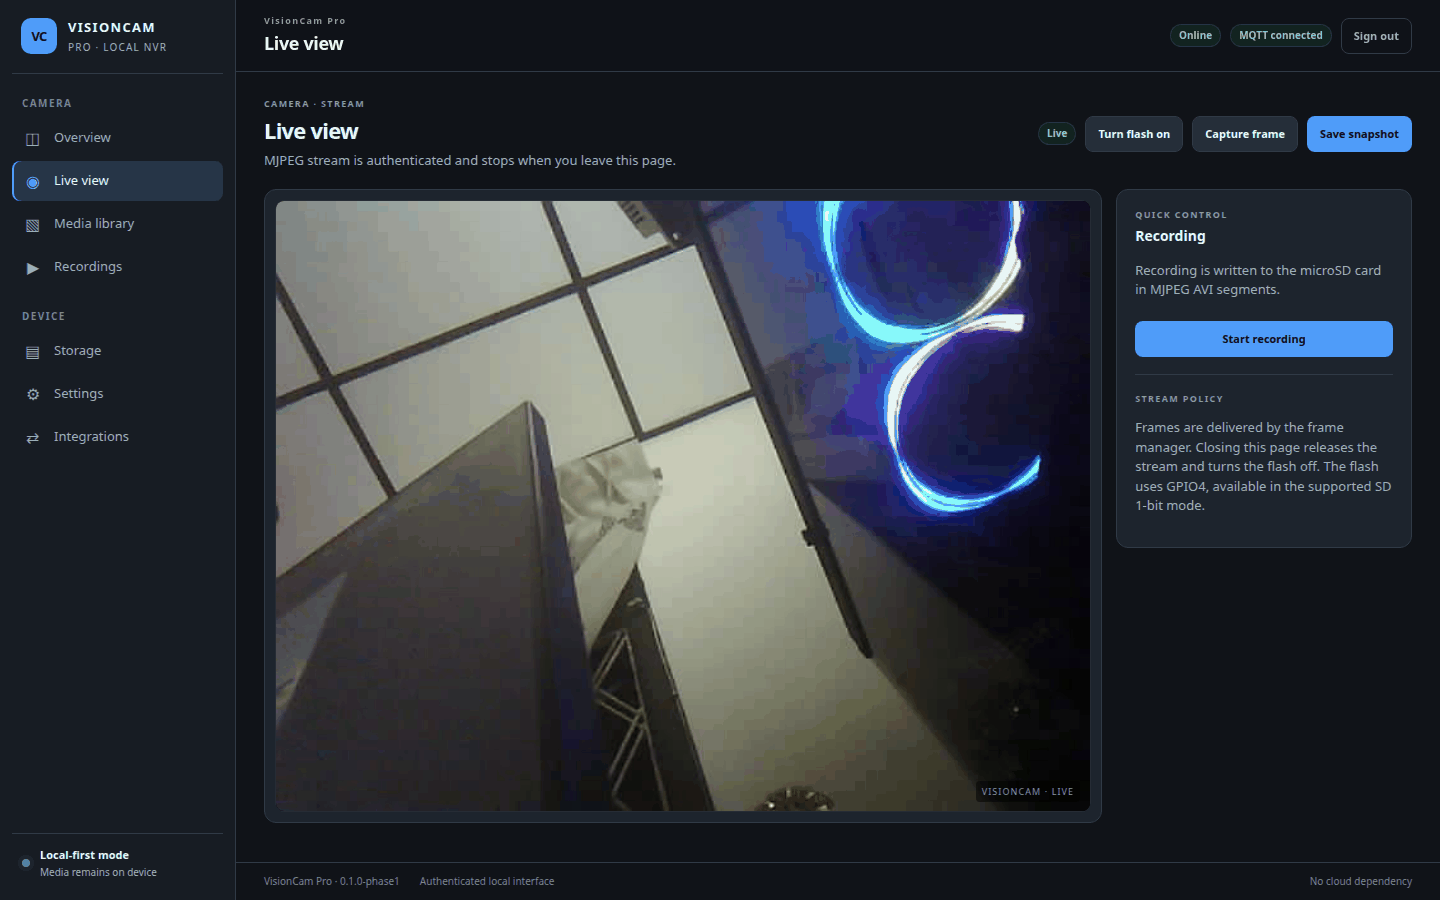 VC
VISIONCAM
PRO · LOCAL NVR
CAMERA
Overview
Live view
Media library
Recordings
DEVICE
Storage
Settings
Integrations
Local-first mode
Media remains on device
VisionCam Pro
Live view
Online
MQTT connected
Sign out
CAMERA · STREAM
Live view
MJPEG stream is authenticated and stops when you leave this page.
Live
Turn flash on
Capture frame
Save snapshot
VISIONCAM · LIVE
QUICK CONTROL
Recording
Recording is written to the microSD card
in MJPEG AVI segments.
Start recording
STREAM POLICY
Frames are delivered by the frame
manager. Closing this page releases the
stream and turns the flash off. The flash
uses GPIO4, available in the supported SD
1-bit mode.
VisionCam Pro · 0.1.0-phase1
Authenticated local interface
No cloud dependency